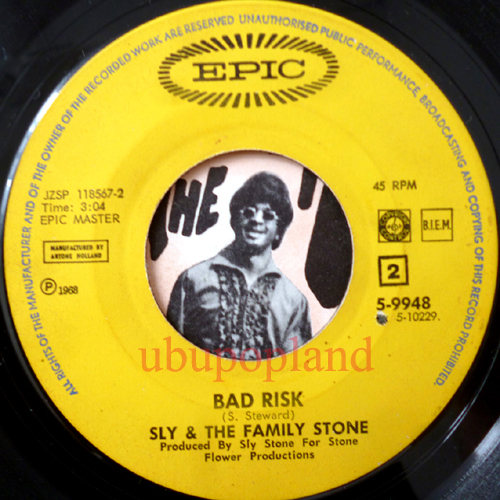 ALL RIGHTS OF THE MANUFACTURER AND OF THE OWNER OF THE RECORDED WORK ARE RESERVED UNAUTHORISED PUBLIC PERFORMANCE, BROADCASTING AND COPYING OF THIS RECORD PROHIBITED.
EPIC
JZSP 118567-2
Time: 3:04
EPIC MASTER
45 RPM
THE
B.I.E.M.
MANUFACTURED BY
ARTONE HOLLAND
2
℗ 1968
5-9948
5-10229.
ubupopland
BAD RISK
(S. Steward)
SLY & THE FAMILY STONE
Produced By Sly Stone For Stone
Flower Productions